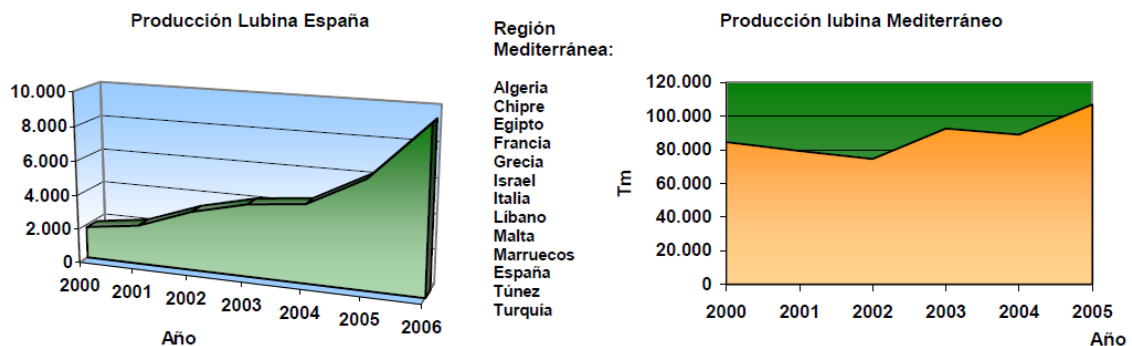 Producción Lubina España
10.000
8.000
6.000
4.000
2.000
0
2000
2001
2002
2003
2004
2005
2006
Año
Región
Mediterránea:
Algeria
Chipre
Egipto
Francia
Grecia
Israel
Italia
Líbano
Malta
Marruecos
España
Túnez
Turquía
Producción lubina Mediterráneo
Tm
120.000
100.000
80.000
60.000
40.000
20.000
0
2000
2001
2002
2003
2004
2005
Año